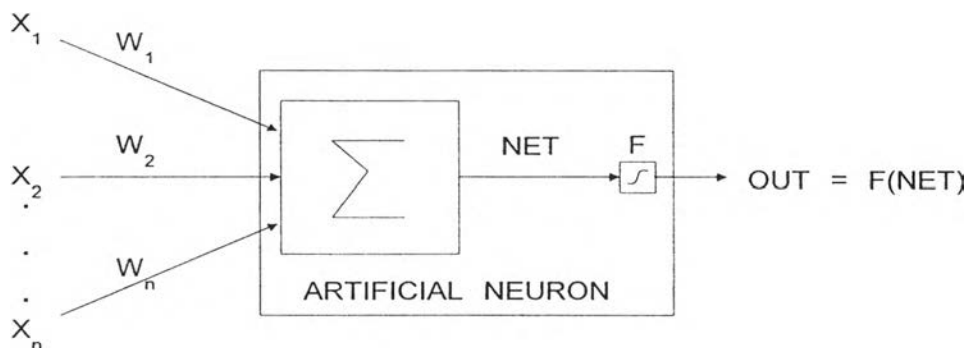 X1
W1
W2
X2
NET
F
OUT = F(NET)
Σ
Wn
Xn
ARTIFICIAL NEURON